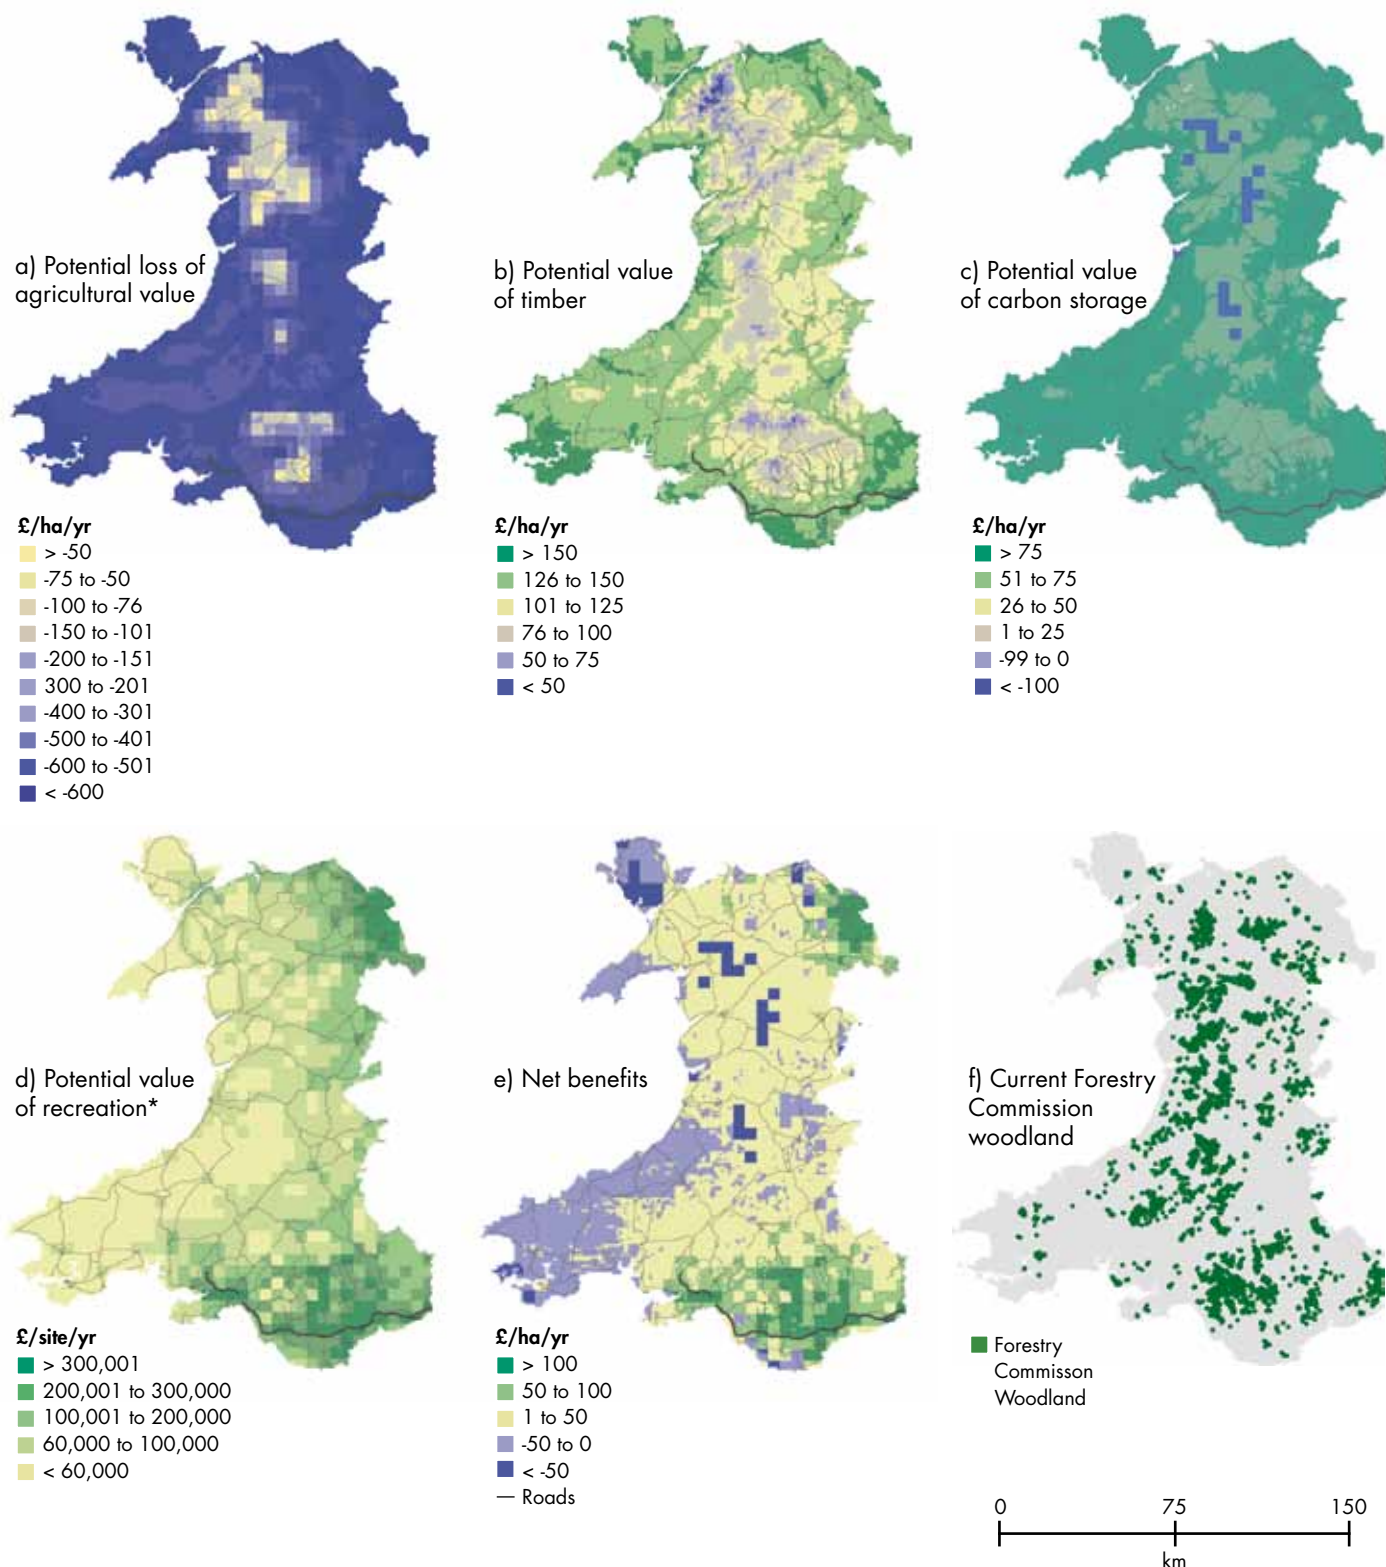 a) Potential loss of
agricultural value
£/ha/yr
> -50
-75 to -50
-100 to -76
-150 to -101
-200 to -151
300 to -201
-400 to -301
-500 to -401
-600 to -501
< -600
b) Potential value
of timber
£/ha/yr
> 150
126 to 150
101 to 125
76 to 100
50 to 75
< 50
c) Potential value
of carbon storage
£/ha/yr
> 75
51 to 75
26 to 50
1 to 25
-99 to 0
< -100
d) Potential value
of recreation*
£/site/yr
> 300,001
200,001 to 300,000
100,001 to 200,000
60,000 to 100,000
< 60,000
e) Net benefits
£/ha/yr
> 100
50 to 100
1 to 50
-50 to 0
< -50
Roads
f) Current Forestry
Commission
woodland
Forestry
Commisson
Woodland
0 75 150
km